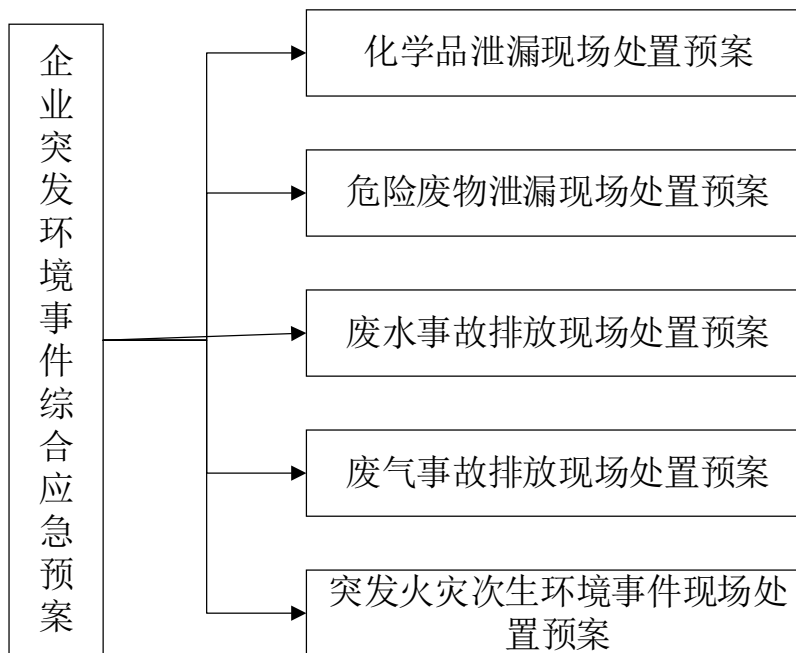 企业突发环境事件综合应急预案
化学品泄漏现场处置预案
危险废物泄漏现场处置预案
废水事故排放现场处置预案
废气事故排放现场处置预案
突发火灾次生环境事件现场处
置预案